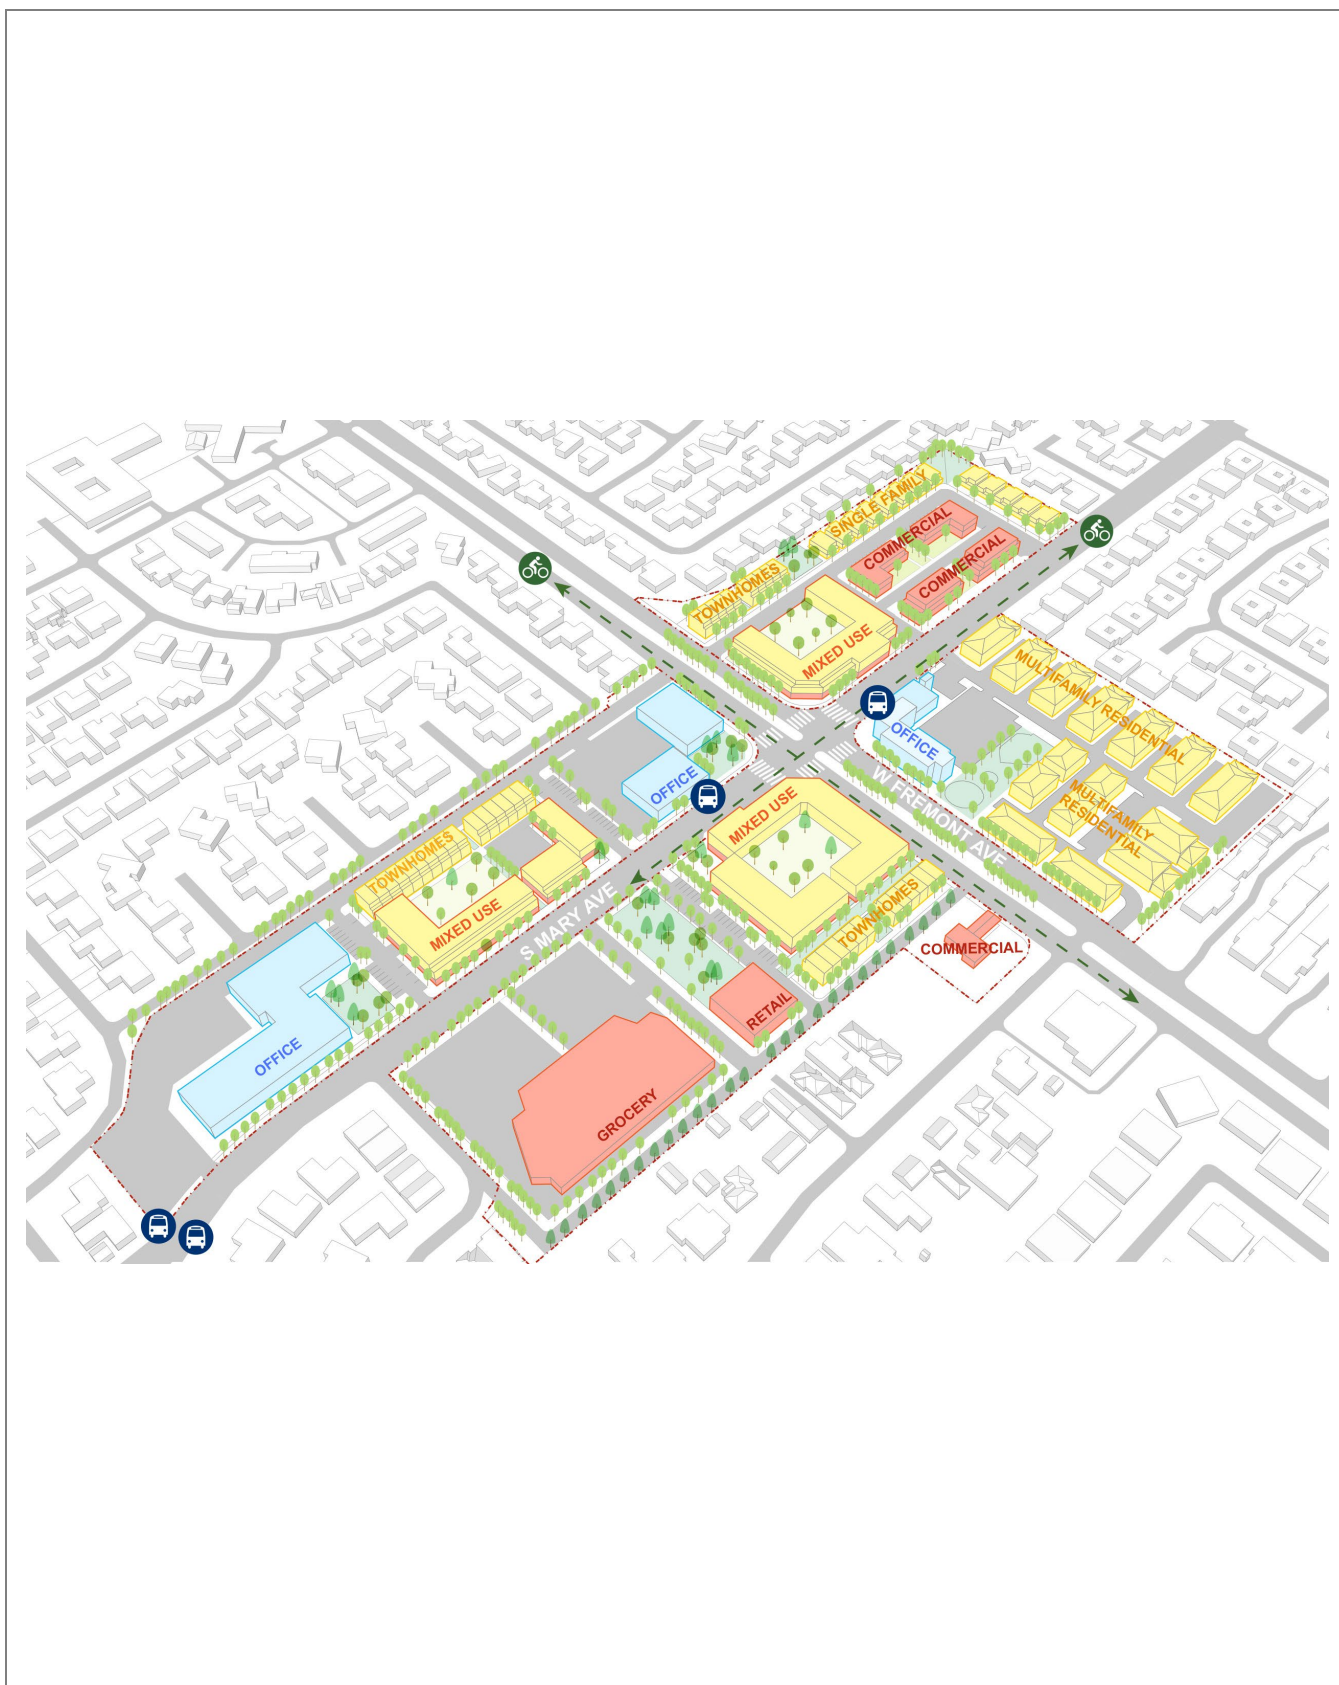 SINGLE FAMILY
COMMERCIAL
COMMERCIAL
TOWNHOMES
MIXED USE
MULTIFAMILY RESIDENTIAL
OFFICE
OFFICE
W FREMONT AVE
MULTIFAMILY
RESIDENTIAL
MIXED USE
TOWNHOMES
MIXED USE
S MARY AVE
TOWNHOMES
COMMERCIAL
RETAIL
OFFICE
GROCERY